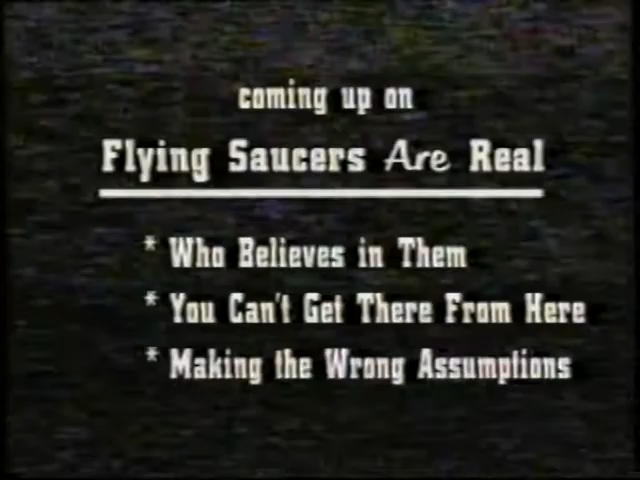 coming up on
Flying Saucers Are Real
* Who Believes in Them
* You Can't Get There From Here
* Making the Wrong Assumptions